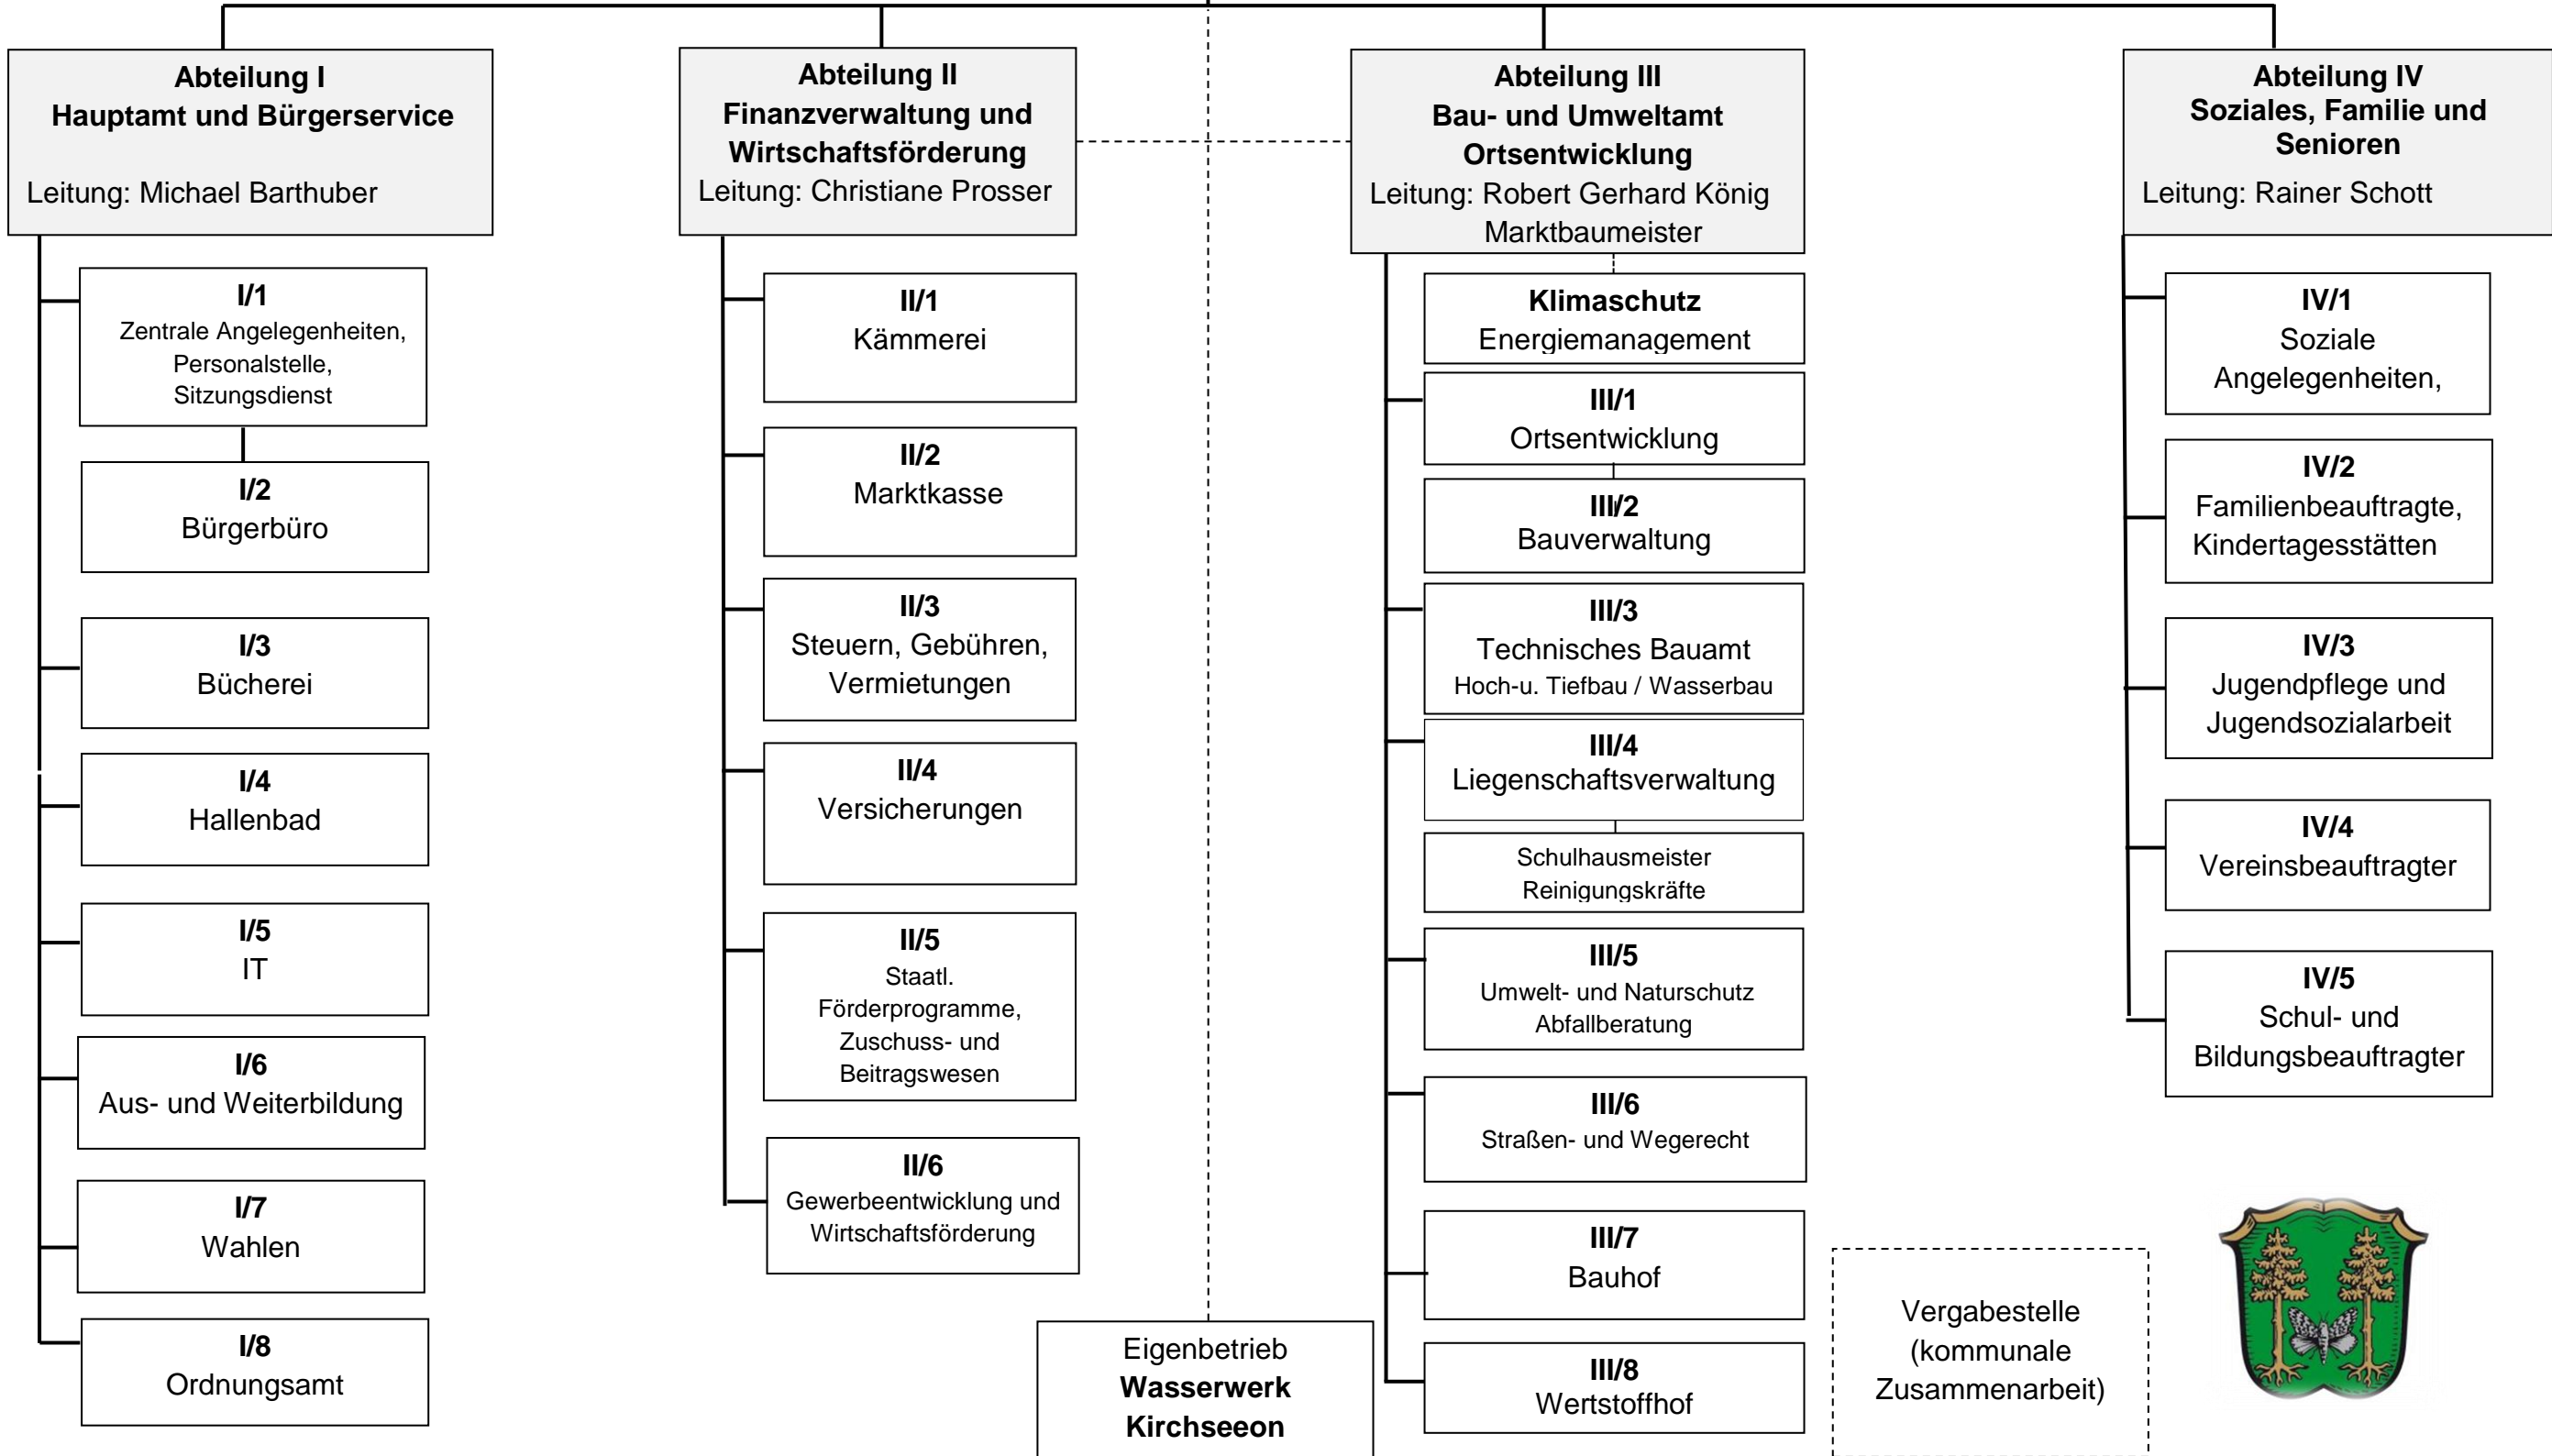 Abteilung I
Hauptamt und Bürgerservice
Leitung: Michael Barthuber
I/1
Zentrale Angelegenheiten,
Personalstelle,
Sitzungsdienst
I/2
Bürgerbüro
I/3
Bücherei
I/4
Hallenbad
I/5
IT
I/6
Aus- und Weiterbildung
I/7
Wahlen
I/8
Ordnungsamt
Abteilung II
Finanzverwaltung und
Wirtschaftsförderung
Leitung: Christiane Prosser
II/1
Kämmerei
II/2
Marktkasse
II/3
Steuern, Gebühren,
Vermietungen
II/4
Versicherungen
II/5
Staatl.
Förderprogramme,
Zuschuss- und
Beitragswesen
II/6
Gewerbeentwicklung und
Wirtschaftsförderung
Eigenbetrieb
Wasserwerk
Kirchseeon
Abteilung III
Bau- und Umweltamt
Ortsentwicklung
Leitung: Robert Gerhard König
Marktbaumeister
Klimaschutz
Energiemanagement
III/1
Ortsentwicklung
III/2
Bauverwaltung
III/3
Technisches Bauamt
Hoch-u. Tiefbau / Wasserbau
III/4
Liegenschaftsverwaltung
Schulhausmeister
Reinigungskräfte
III/5
Umwelt- und Naturschutz
Abfallberatung
III/6
Straßen- und Wegerecht
III/7
Bauhof
III/8
Wertstoffhof
Abteilung IV
Soziales, Familie und
Senioren
Leitung: Rainer Schott
IV/1
Soziale
Angelegenheiten,
IV/2
Familienbeauftragte,
Kindertagesstätten
IV/3
Jugendpflege und
Jugendsozialarbeit
IV/4
Vereinsbeauftragter
IV/5
Schul- und
Bildungsbeauftragter
Vergabestelle
(kommunale
Zusammenarbeit)